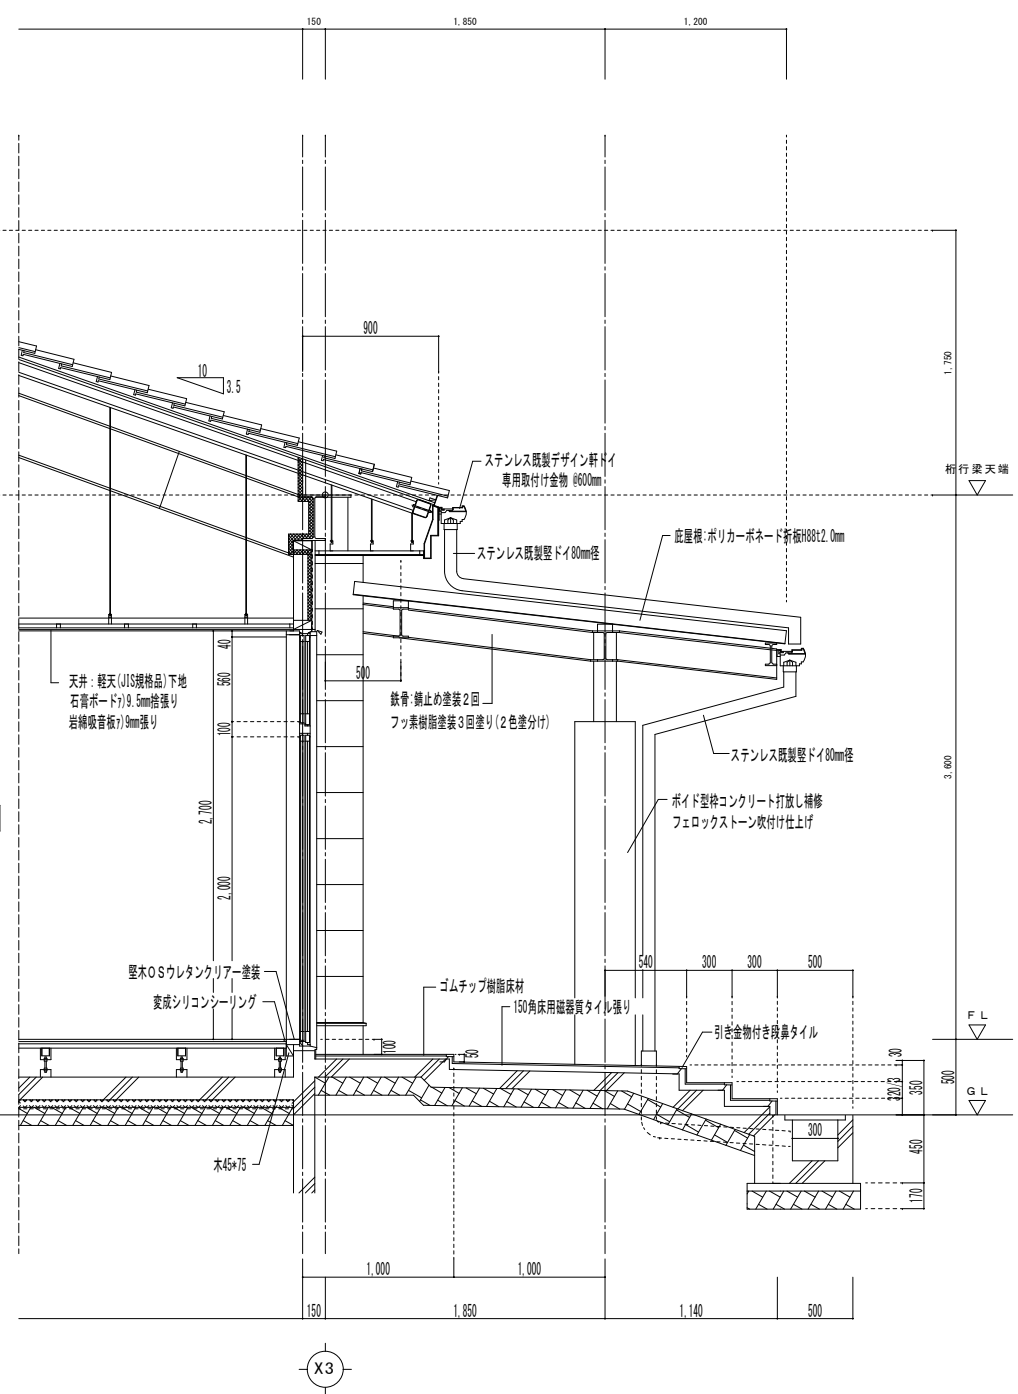 150
1,850
1,200
900
10
3.5
1,750
ステンレス既製デザイン軒ドイ
専用取付け金物 @600mm
桁行梁天端
ステンレス既製竪ドイ80mm径
庇屋根:ポリカーボネード折板H88t2.0mm
40
560
100
2,700
2,000
500
天井:軽天(JIS規格品)下地
石膏ボードｱ)9.5mm捨張り
岩綿吸音板ｱ)9mm張り
鉄骨:錆止め塗装2回
フッ素樹脂塗装3回塗り(2色塗分け)
ステンレス既製竪ドイ80mm径
3,600
ボイド型枠コンクリート打放し補修
フェロックストーン吹付け仕上げ
540
300
300
500
堅木OSウレタンクリアー塗装
変成シリコンシーリング
ゴムチップ樹脂床材
150角床用磁器質タイル張り
引き金物付き段鼻タイル
FL
100
50
30
320/3
350
500
GL
300
450
170
木45*75
1,000
1,000
150
1,850
1,140
500
X3